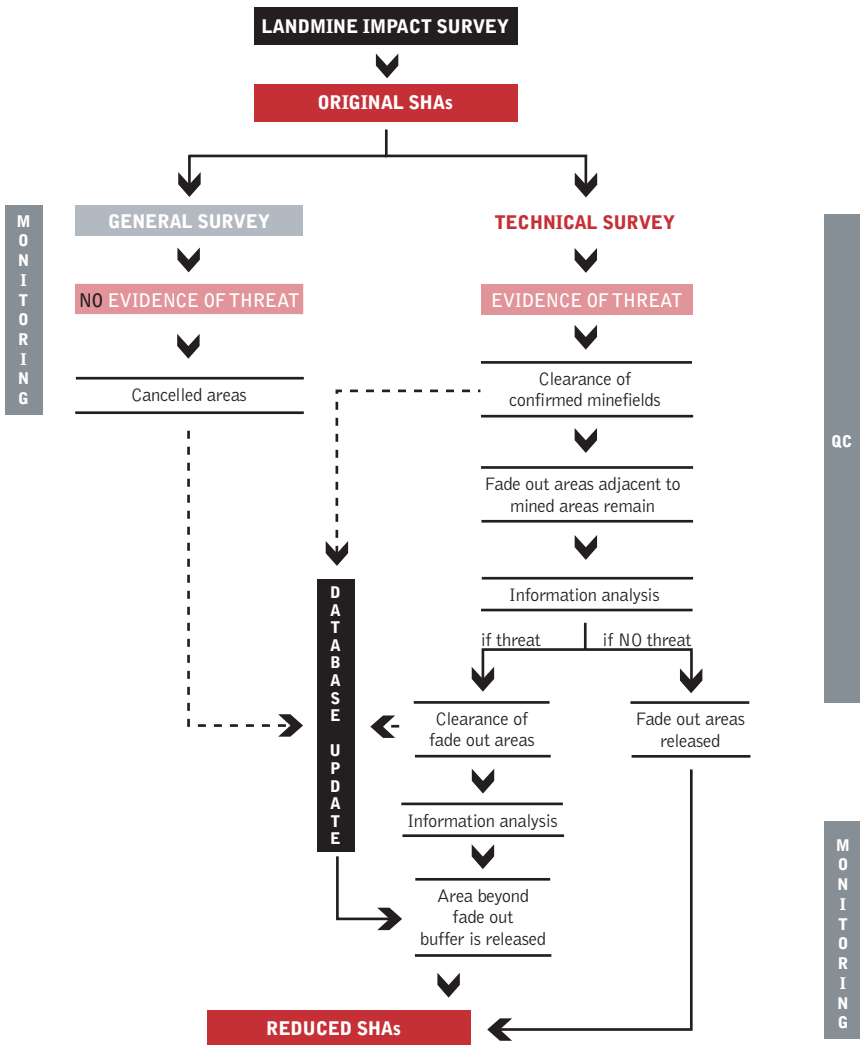 LANDMINE IMPACT SURVEY
ORIGINAL SHAs
MONITORING
GENERAL SURVEY
NO EVIDENCE OF THREAT
Cancelled areas
TECHNICAL SURVEY
EVIDENCE OF THREAT
Clearance of
confirmed minefields
Fade out areas adjacent to
mined areas remain
Information analysis
if threat
if NO threat
QC
DATABASE UPDATE
Clearance of
fade out areas
Fade out areas
released
Information analysis
Area beyond
fade out
buffer is released
MONITORING
REDUCED SHAs